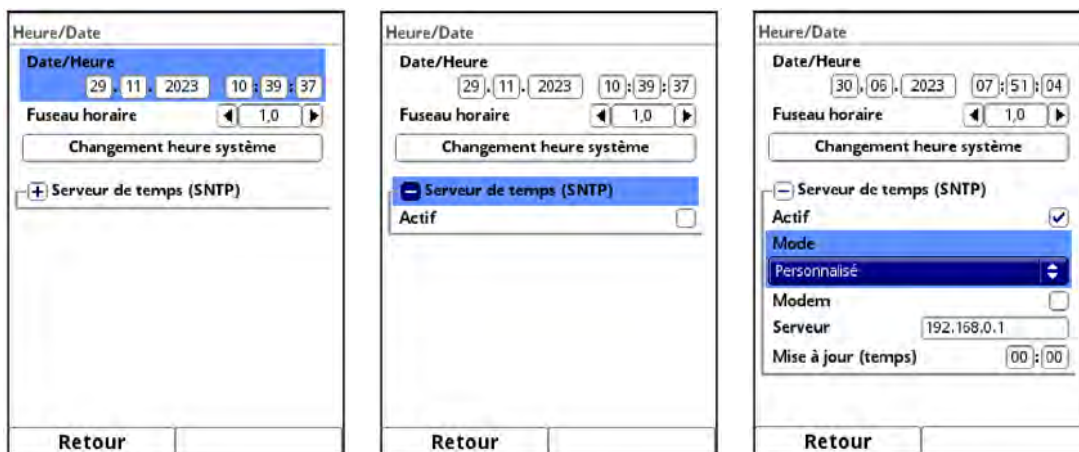 Heure/Date
Date/Heure
29 . 11 . 2023 10 : 39 : 37
Fuseau horaire 1,0
Changement heure système
Serveur de temps (SNTP)
Retour
Heure/Date
Date/Heure
29 . 11 . 2023 10 : 39 : 37
Fuseau horaire 1,0
Changement heure système
Serveur de temps (SNTP)
Actif
Retour
Heure/Date
Date/Heure
30 . 06 . 2023 07 : 51 : 04
Fuseau horaire 1,0
Changement heure système
Serveur de temps (SNTP)
Actif
Mode
Personnalisé
Modem
Serveur 192.168.0.1
Mise à jour (temps) 00 : 00
Retour